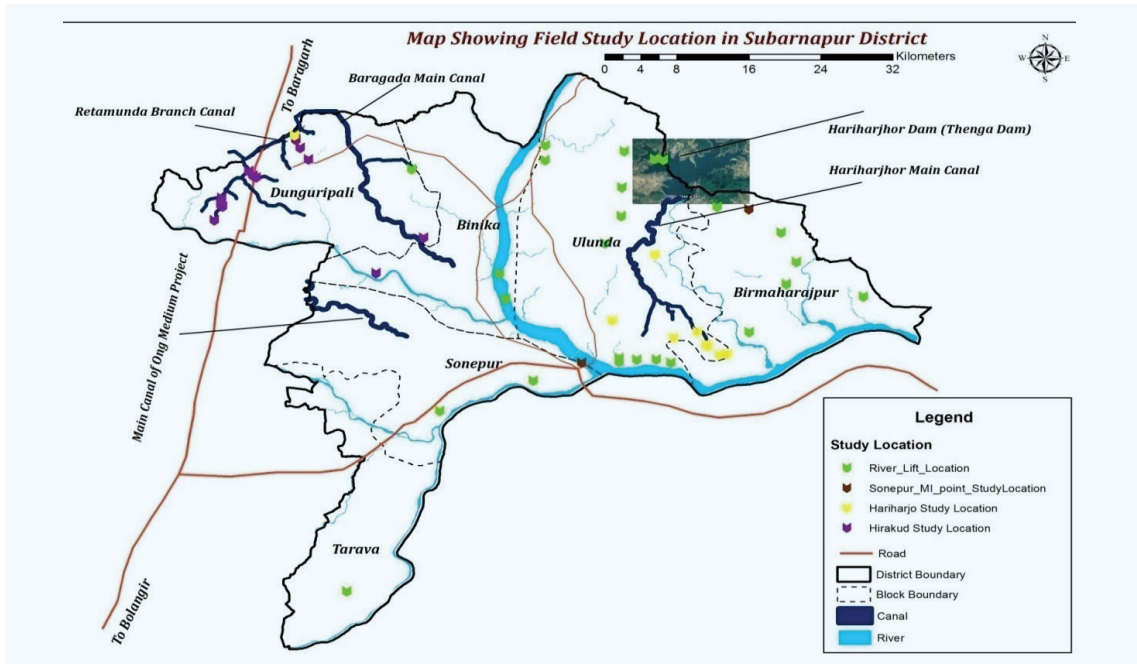 Map Showing Field Study Location in Subarnapur District
0 2 4 8 16 24 32
Kilometers
N
W E
S
To Baragarh
Baragada Main Canal
Retamunda Branch Canal
Hariharjhor Dam (Thenga Dam)
Hariharjhor Main Canal
Dunguripali
Binika
Ulunda
Birmaharajpur
Main Canal of Ong Medium Project
Sonepur
Tarava
To Bolangir
Legend
Study Location
River_Lift_Location
Sonepur_MI_point_StudyLocation
Hariharjo Study Location
Hirakud Study Location
Road
District Boundary
Block Boundary
Canal
River